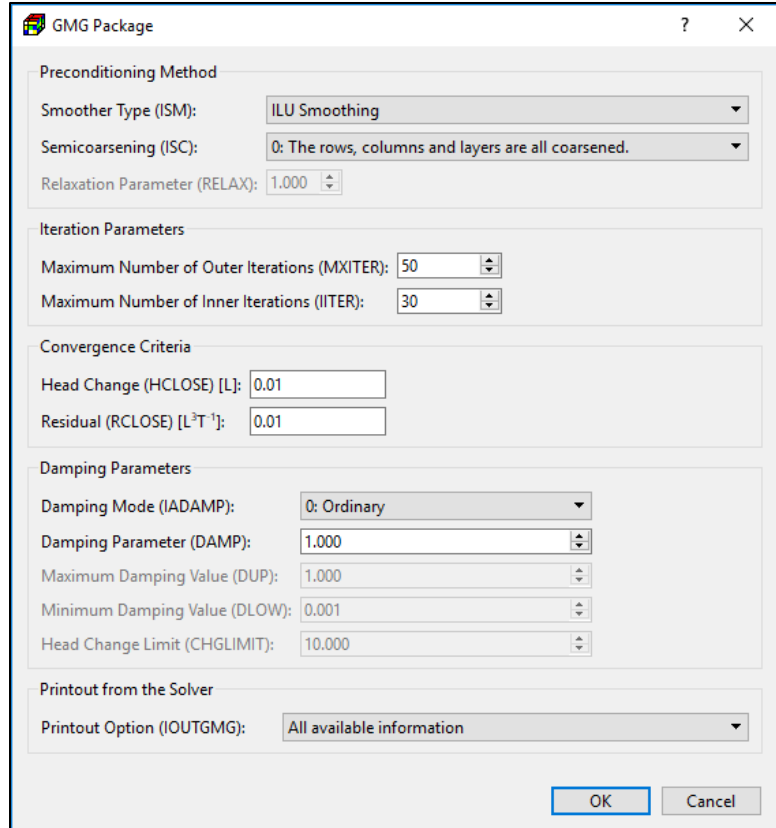 GMG Package
?
Preconditioning Method
Smoother Type (ISM): ILU Smoothing
Semicoarsening (ISC): 0: The rows, columns and layers are all coarsened.
Relaxation Parameter (RELAX): 1.000
Iteration Parameters
Maximum Number of Outer Iterations (MXITER): 50
Maximum Number of Inner Iterations (IITER): 30
Convergence Criteria
Head Change (HCLOSE) [L]: 0.01
Residual (RCLOSE) [L³T⁻¹]: 0.01
Damping Parameters
Damping Mode (IADAMP): 0: Ordinary
Damping Parameter (DAMP): 1.000
Maximum Damping Value (DUP): 1.000
Minimum Damping Value (DLOW): 0.001
Head Change Limit (CHGLIMIT): 10.000
Printout from the Solver
Printout Option (IOUTGMG): All available information
OK Cancel